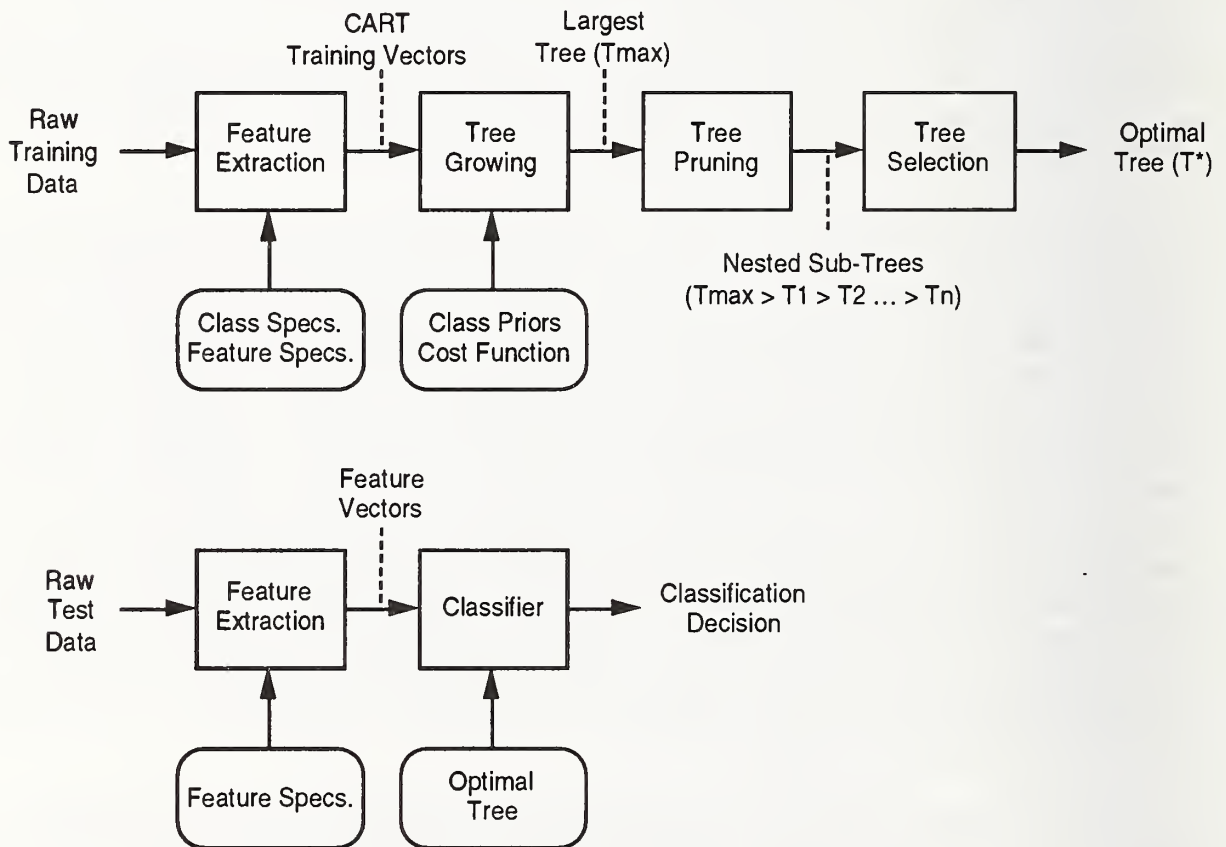 CART
Training Vectors
Largest
Tree (Tmax)
Raw
Training
Data
Feature
Extraction
Tree
Growing
Tree
Pruning
Tree
Selection
Optimal
Tree (T*)
Nested Sub-Trees
(Tmax > T1 > T2 ... > Tn)
Class Specs.
Feature Specs.
Class Priors
Cost Function
Feature
Vectors
Raw
Test
Data
Feature
Extraction
Classifier
Classification
Decision
Feature Specs.
Optimal
Tree